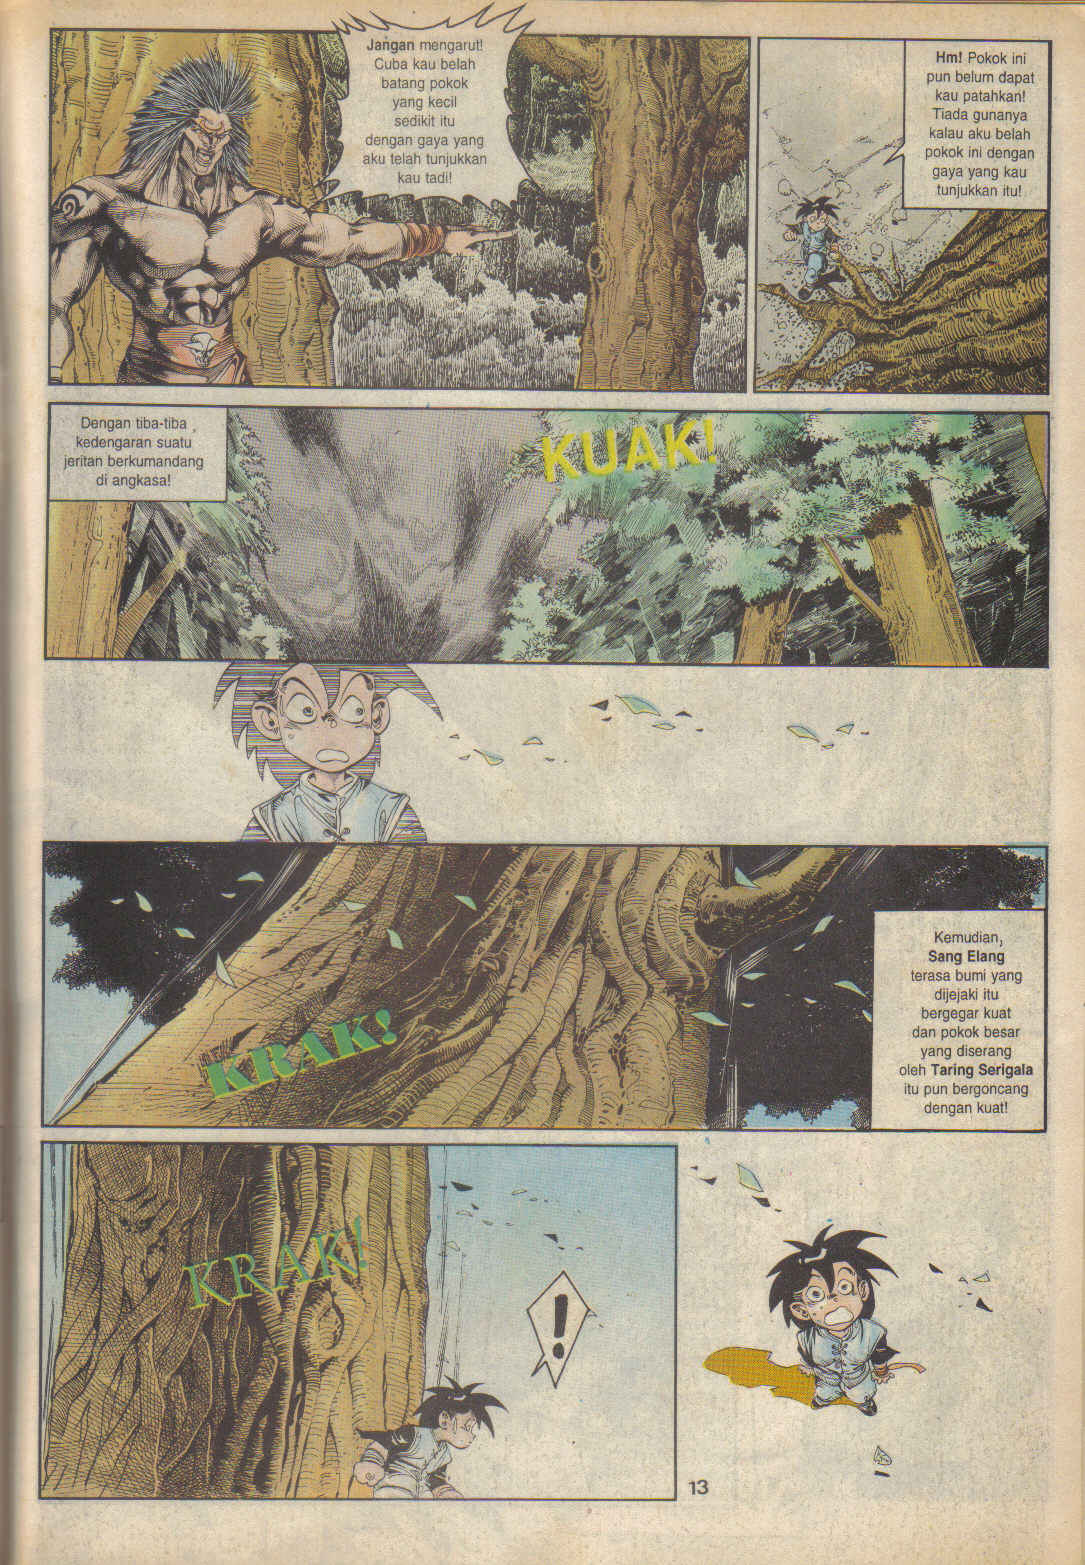 Jangan mengarut!
Cuba kau belah
batang pokok
yang kecil
sedikit itu
dengan gaya yang
aku telah tunjukkan
kau tadi!
Hm! Pokok ini
pun belum dapat
kau patahkan!
Tiada gunanya
kalau aku belah
pokok ini dengan
gaya yang kau
tunjukkan itu!
Dengan tiba-tiba
kedengaran suatu
jeritan berkumandang
di angkasa!
KUAK!
Kemudian,
Sang Elang
terasa bumi yang
dijejaki itu
bergegar kuat
dan pokok besar
yang diserang
oleh Taring Serigala
itu pun bergoncang
dengan kuat!
KRAK!
KRAK!
!
13